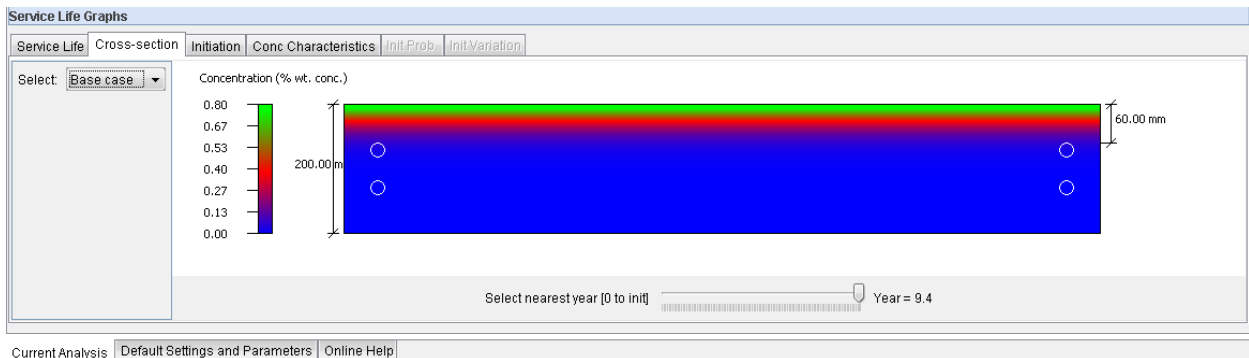 Service Life Graphs
Service Life Cross-section Initiation Conc Characteristics Init Prob. Init Variation
Select: Base case
Concentration (% wt. conc.)
0.80
0.67
0.53
0.40
0.27
0.13
0.00
200.00 m
60.00 mm
Select nearest year [0 to init] Year = 9.4
Current Analysis Default Settings and Parameters Online Help